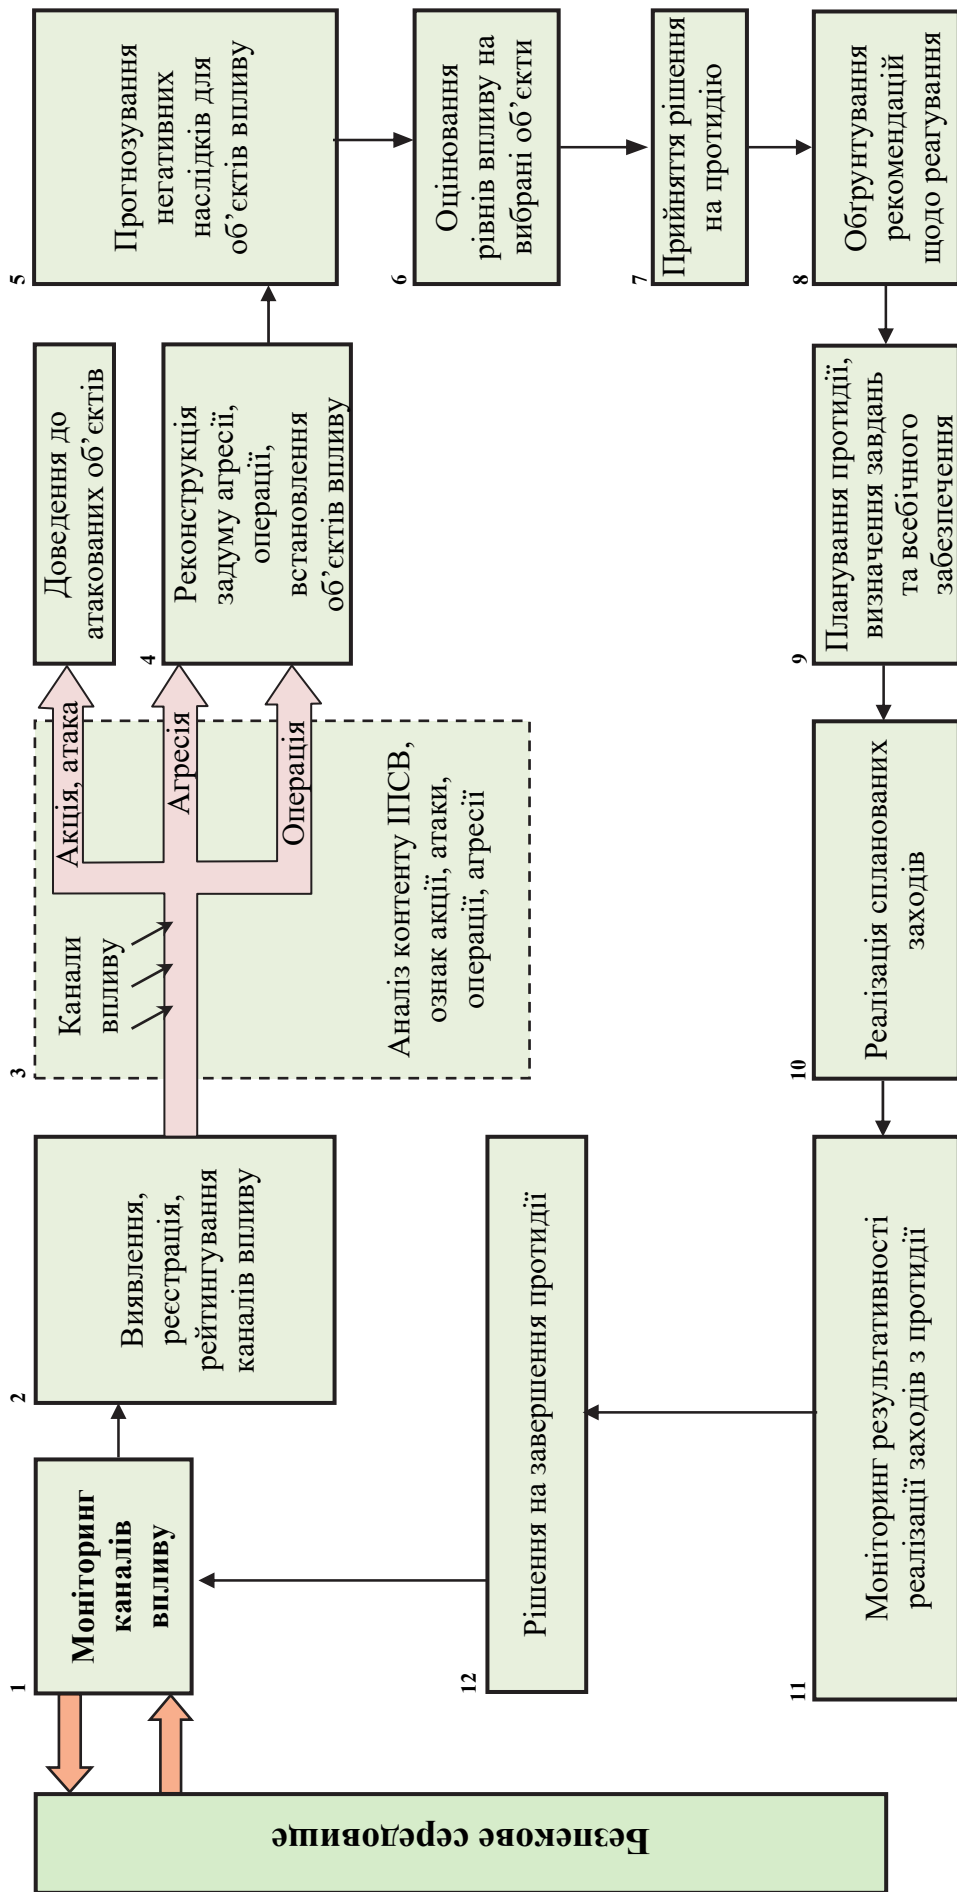 Безпекове середовище
1
Моніторинг
каналів
впливу
2
Виявлення,
реєстрація,
рейтингування
каналів впливу
3
Канали
впливу
Акція, атака
Агресія
Операція
Аналіз контенту ІПСВ,
ознак акції, атаки,
операції, агресії
Доведення до
атакованих об’єктів
4
Реконструкція
задуму агресії,
операції,
встановлення
об’єктів впливу
5
Прогнозування
негативних
наслідків для
об’єктів впливу
6
Оцінювання
рівнів впливу на
вибрані об’єкти
7
Прийняття рішення
на протидію
8
Обґрунтування
рекомендацій
щодо реагування
9
Планування протидії,
визначення завдань
та всебічного
забезпечення
10
Реалізація спланованих
заходів
11
Моніторинг результативності
реалізації заходів з протидії
12
Рішення на завершення протидії